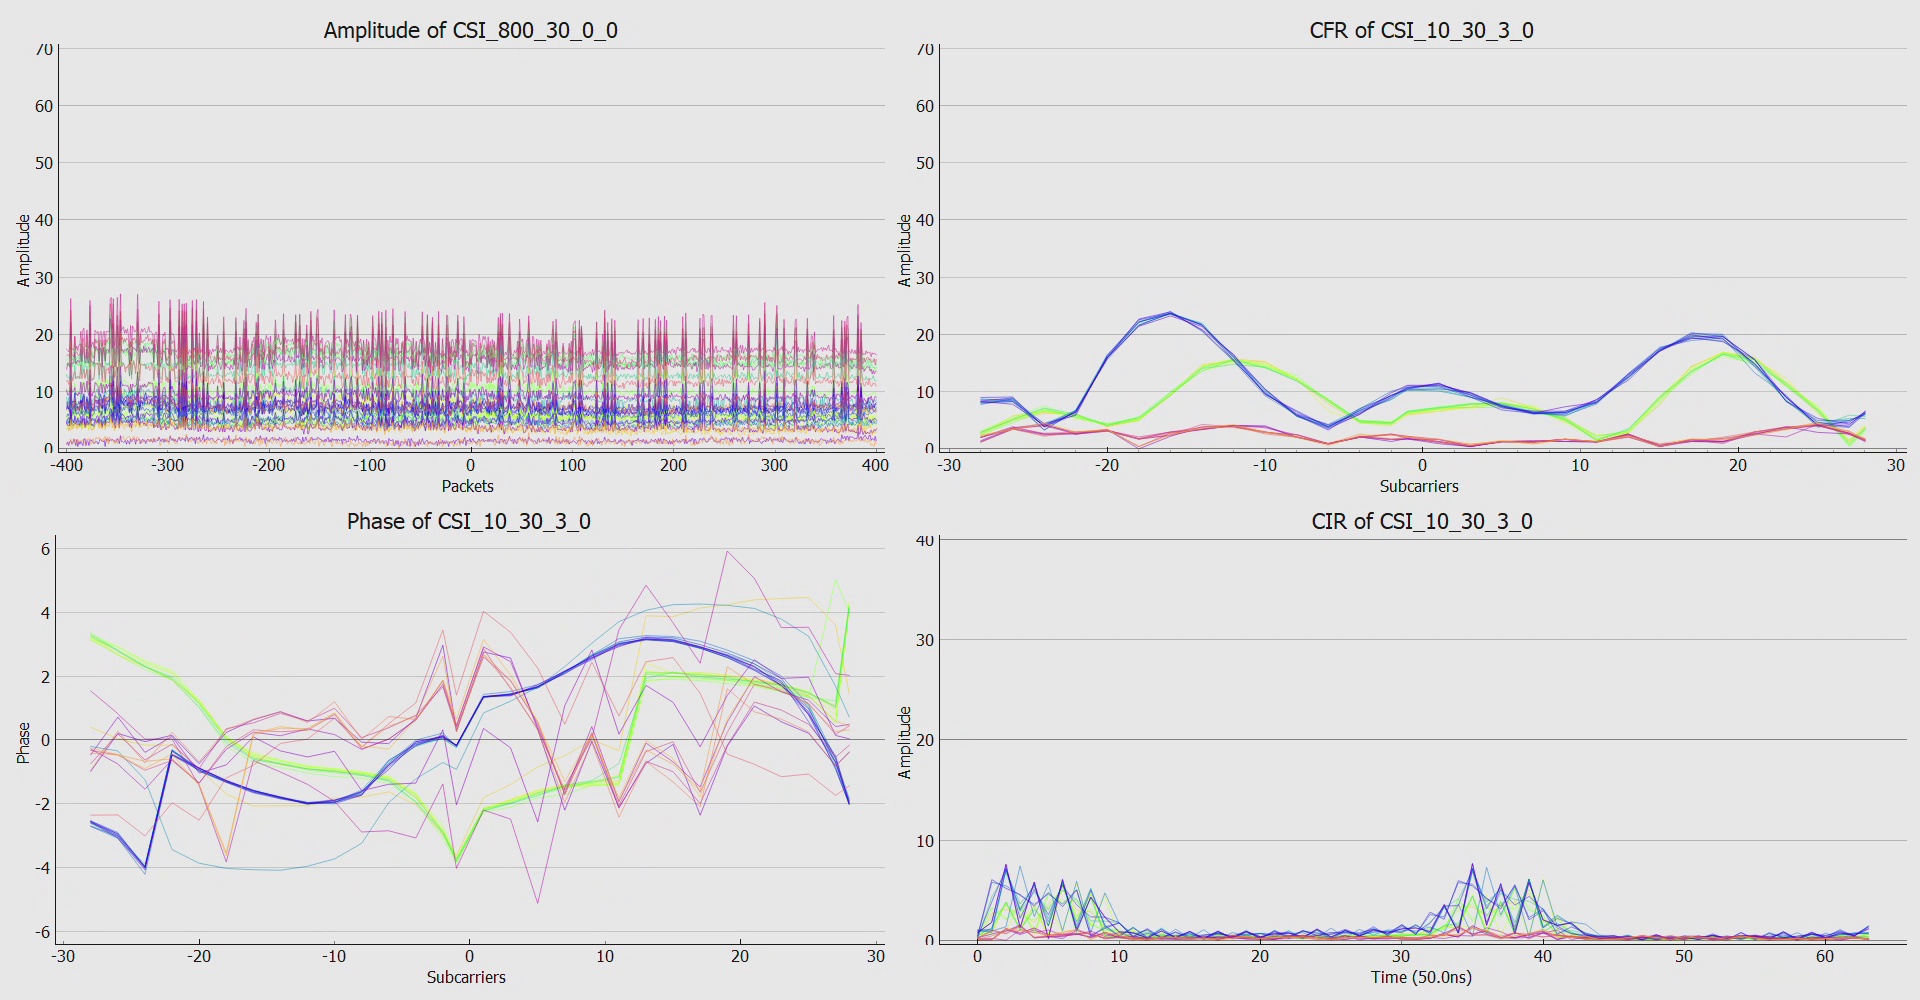 Amplitude of CSI_800_30_0_0
70
60
50
40
30
20
10
0
Amplitude
-400 -300 -200 -100 0 100 200 300 400
Packets
CFR of CSI_10_30_3_0
70
60
50
40
30
20
10
0
Amplitude
-30 -20 -10 0 10 20 30
Subcarriers
Phase of CSI_10_30_3_0
6
4
2
0
-2
-4
-6
Phase
-30 -20 -10 0 10 20 30
Subcarriers
CIR of CSI_10_30_3_0
40
30
20
10
0
Amplitude
0 10 20 30 40 50 60
Time (50.0ns)